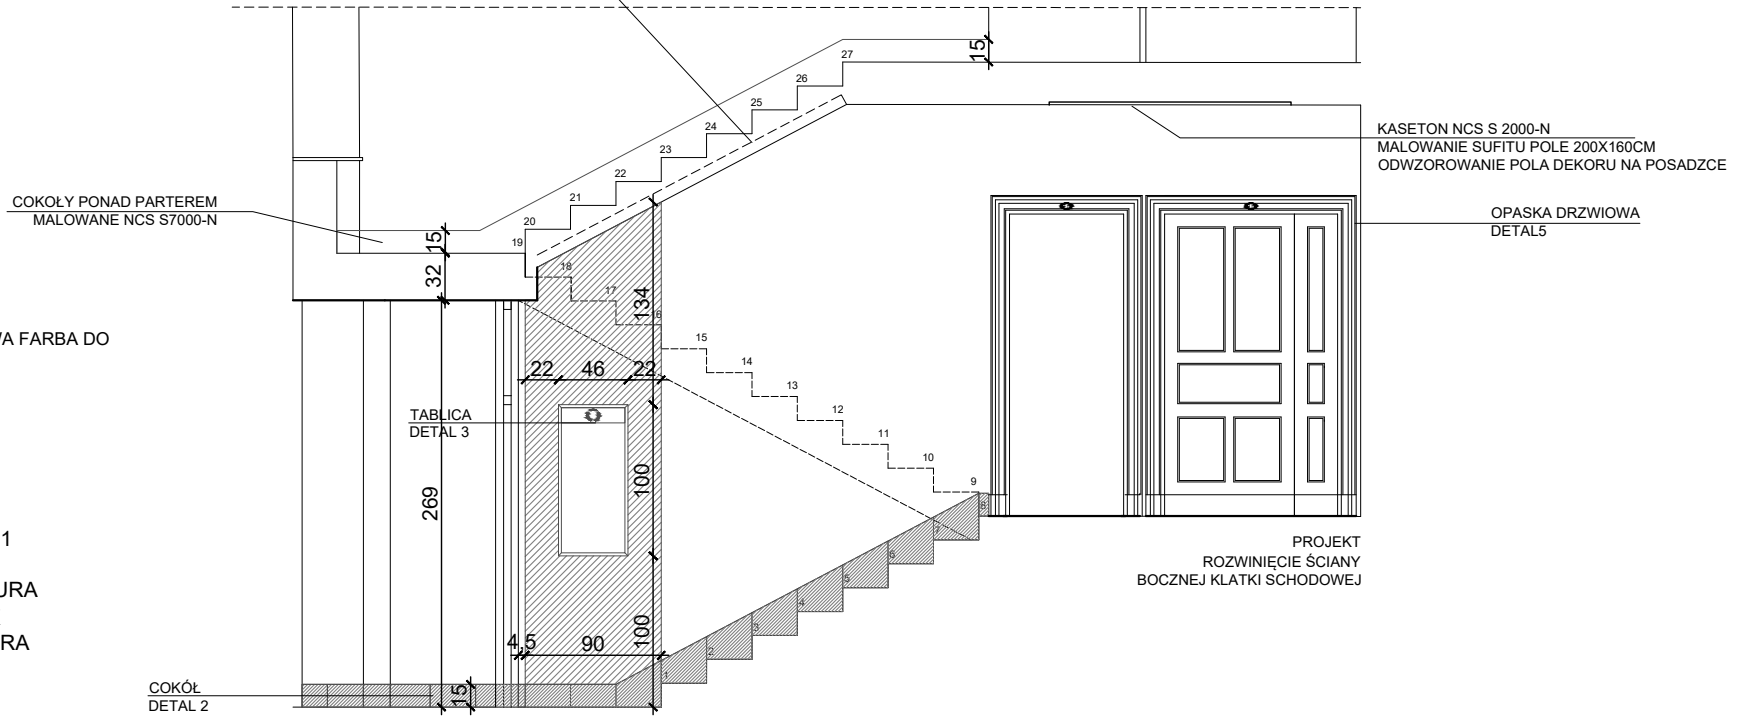 15
27
26
25
24
23
22
21
20
19
KASETON NCS S 2000-N
MALOWANIE SUFITU POLE 200X160CM
ODWZOROWANIE POLA DEKORU NA POSADZCE
COKOŁY PONAD PARTEREM
MALOWANE NCS S7000-N
OPASKA DRZWIOWA
DETAL5
15
32
18
17
16
134
15
14
13
12
11
10
9
8
7
6
5
4
3
2
1
FARBA DO
22
46
22
TABLICA
DETAL 3
100
269
1
PROJEKT
ROZWINIĘCIE ŚCIANY
BOCZNEJ KLATKI SCHODOWEJ
100
4,5
90
COKÓŁ
DETAL 2
15